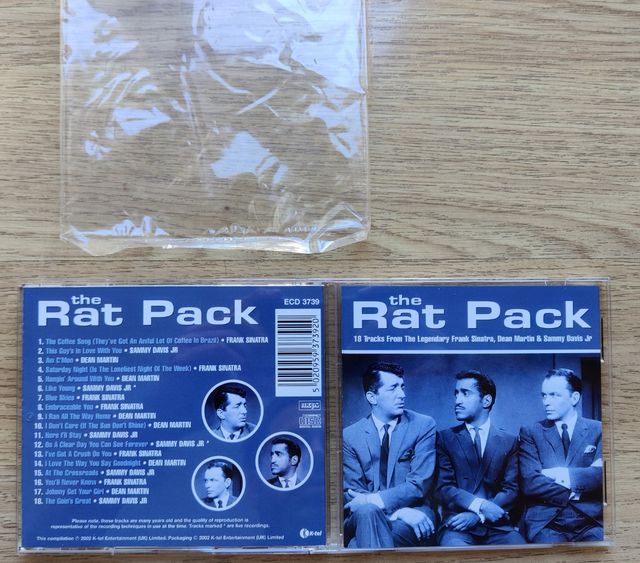 the
Rat Pack
ECD 3739
1. The Coffee Song (They've Got An Awful Lot Of Coffee In Brazil) • FRANK SINATRA
2. This Guy's In Love With You • SAMMY DAVIS JR
3. Arr C'Mon • DEAN MARTIN
4. Saturday Night (Is The Loneliest Night Of The Week) • FRANK SINATRA
5. Hangin' Around With You • DEAN MARTIN
6. Like Young • SAMMY DAVIS JR *
7. Blue Skies • FRANK SINATRA
8. Embraceable You • FRANK SINATRA
9. I Ran All The Way Home • DEAN MARTIN
10. I Don't Care (If The Sun Don't Shine) • DEAN MARTIN
11. Here I'll Stay • SAMMY DAVIS JR
12. On A Clear Day You Can See Forever • SAMMY DAVIS JR *
13. I've Got A Crush On You • FRANK SINATRA
14. I Love The Way You Say Goodnight • DEAN MARTIN
15. At The Crossroads • SAMMY DAVIS JR
16. You'll Never Know • FRANK SINATRA
17. Johnny Get Your Girl • DEAN MARTIN
18. The Goin's Great • SAMMY DAVIS JR
5 020959 373920
mcps
disc
Please note, these tracks are many years old and the quality of reproduction is
representative of the recording techniques in use at the time. Tracks marked * are live recordings.
This compilation ℗ 2002 K-tel Entertainment (UK) Limited. Packaging © 2002 K-tel Entertainment (UK) Limited
K-tel
the
Rat Pack
18 Tracks From The Legendary Frank Sinatra, Dean Martin & Sammy Davis Jr